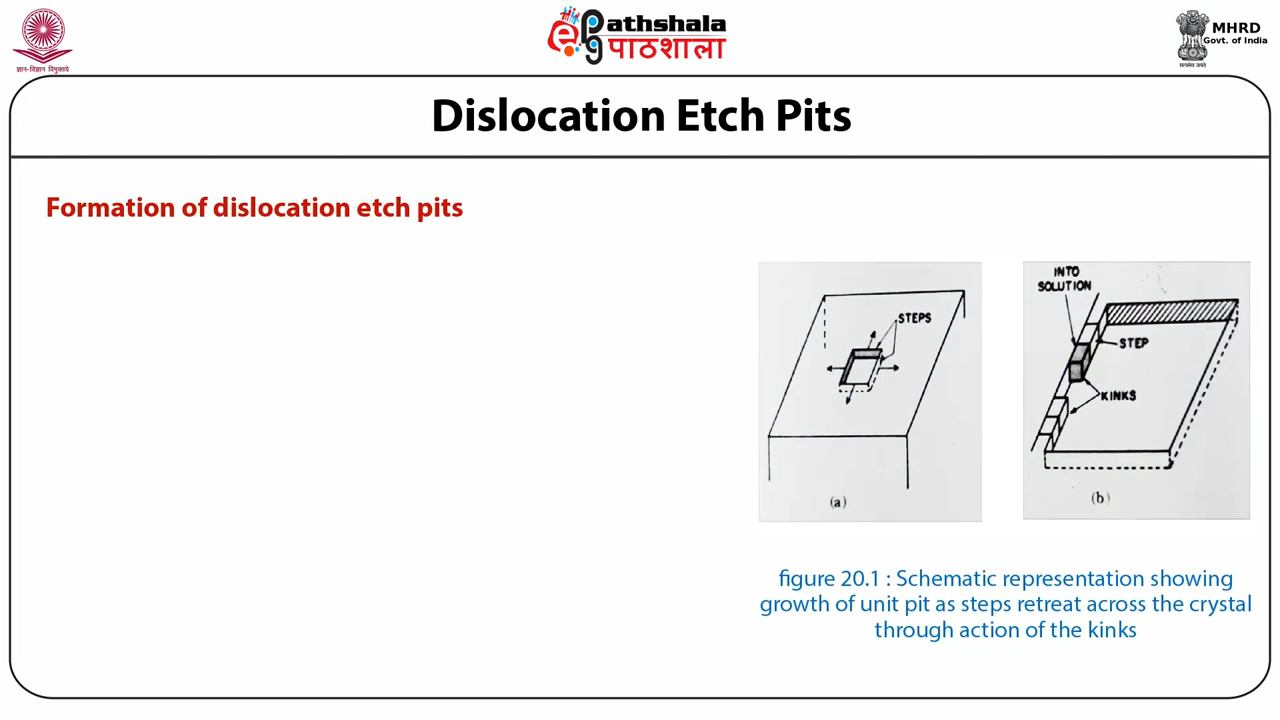 ज्ञान-विज्ञान विमुक्तये
ePathshala
पाठशाला
MHRD
Govt. of India
सत्यमेव जयते
Dislocation Etch Pits
Formation of dislocation etch pits
STEPS
(a)
INTO
SOLUTION
STEP
KINKS
(b)
figure 20.1 : Schematic representation showing
growth of unit pit as steps retreat across the crystal
through action of the kinks